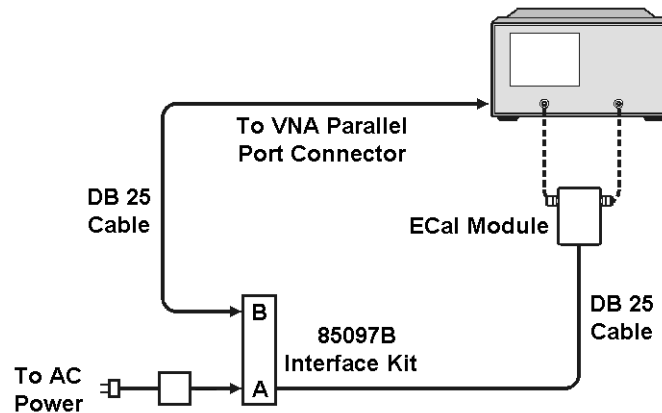 To VNA Parallel
Port Connector
DB 25
Cable
ECal Module
DB 25
Cable
B
85097B
Interface Kit
A
To AC
Power